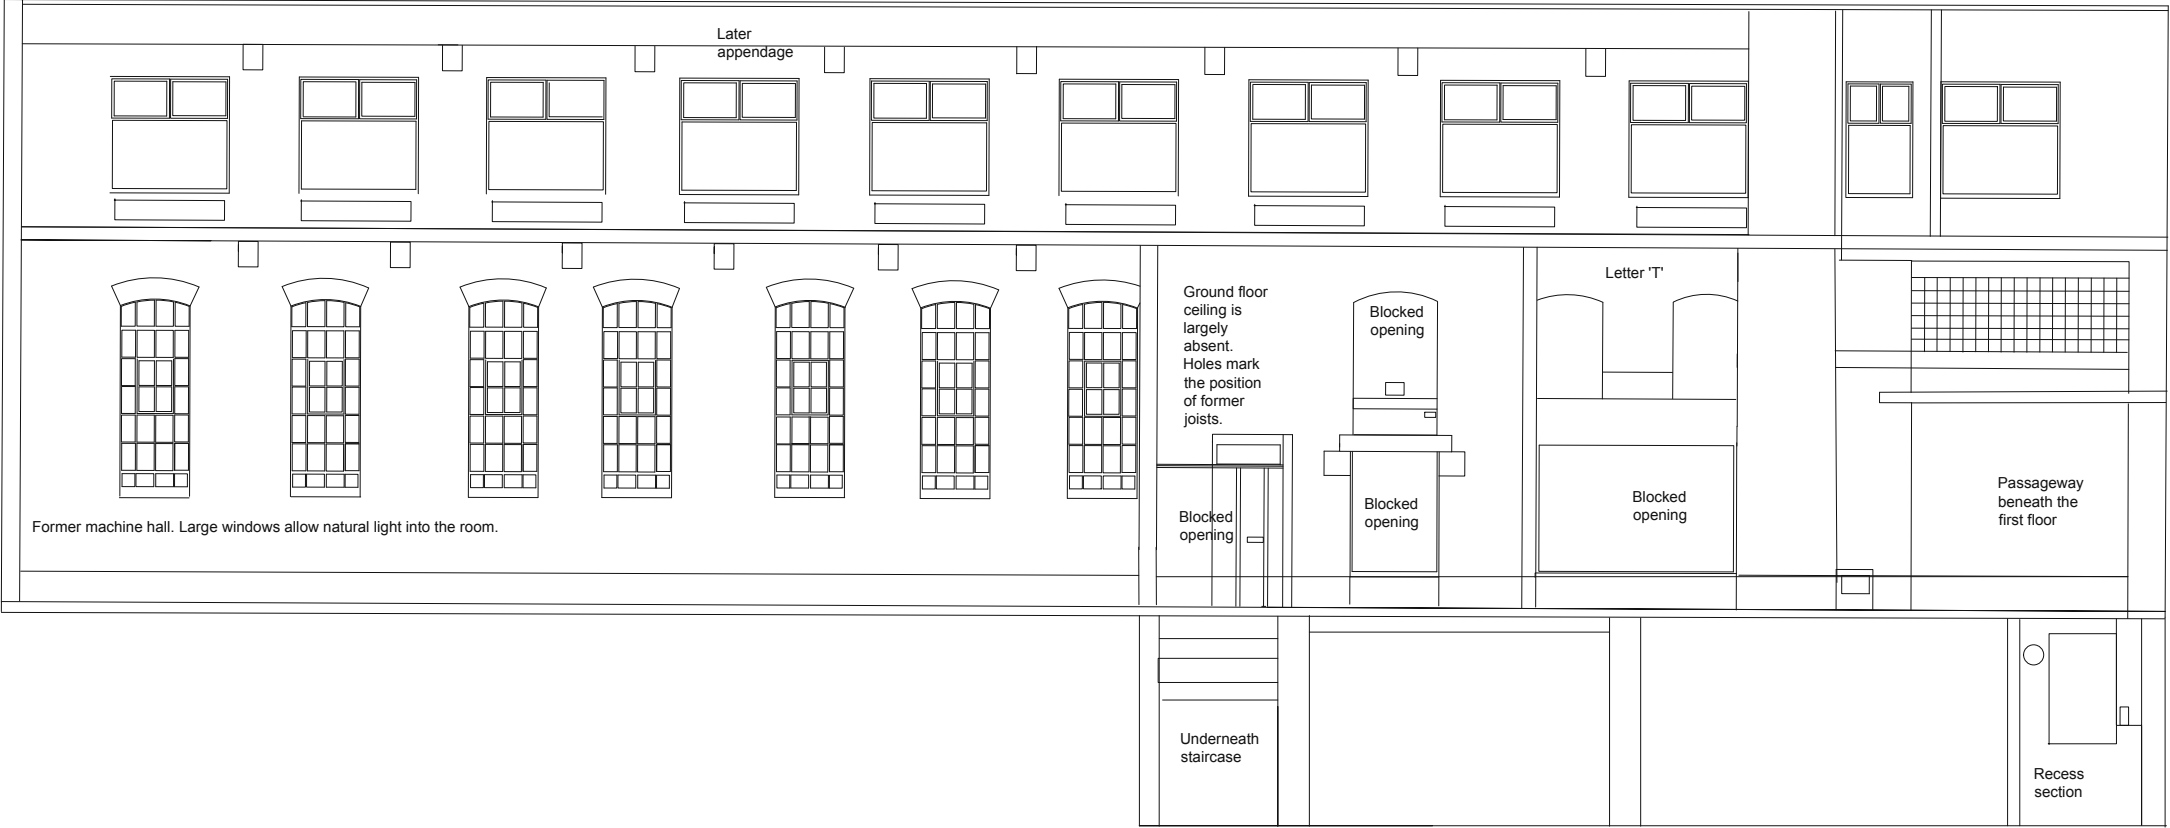 Later
appendage
Ground floor
ceiling is
largely
absent.
Holes mark
the position
of former
joists.
Blocked
opening
Letter 'T'
Blocked
opening
Blocked
opening
Blocked
opening
Passageway
beneath the
first floor
Former machine hall. Large windows allow natural light into the room.
Underneath
staircase
Recess
section